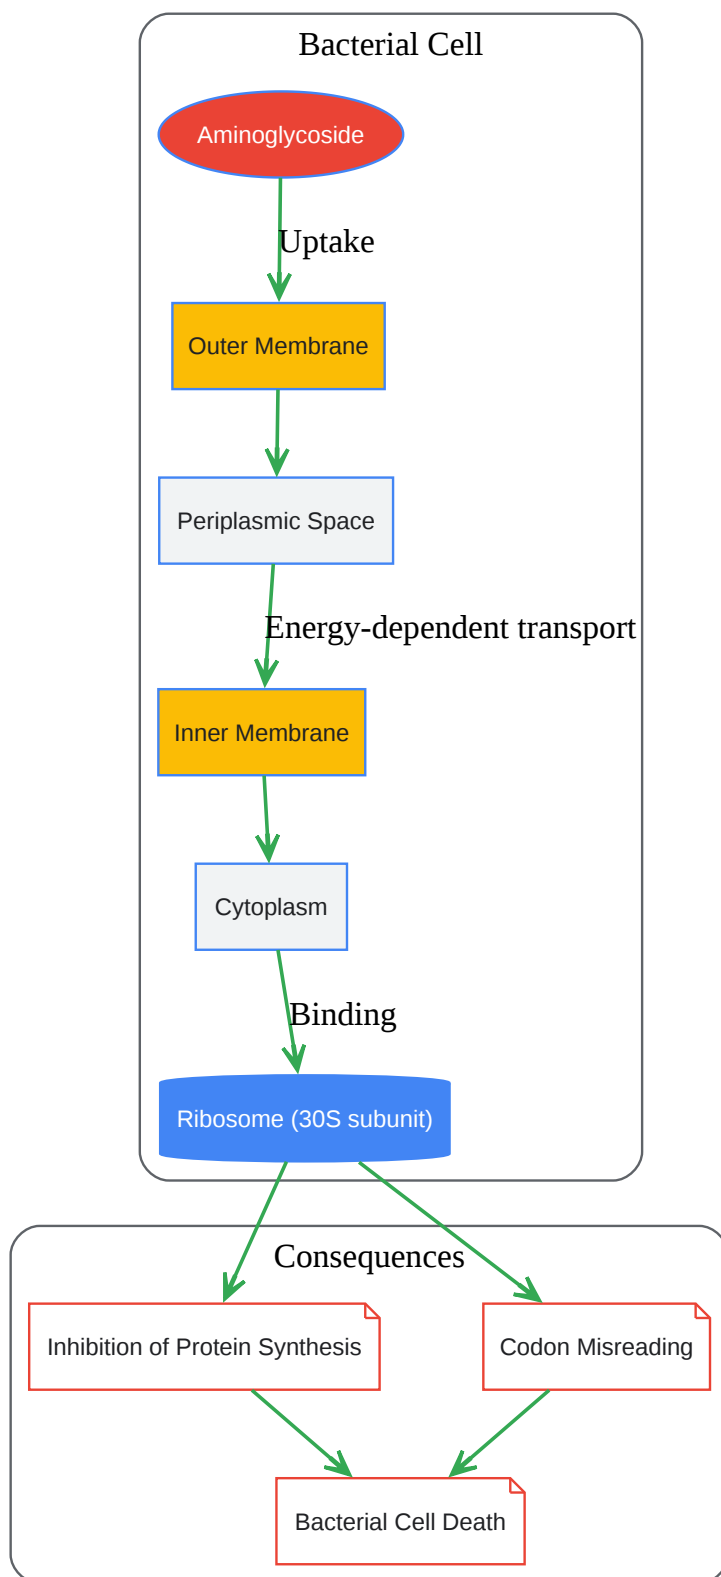 Bacterial Cell
Aminoglycoside
Uptake
Outer Membrane
Periplasmic Space
Energy-dependent transport
Inner Membrane
Cytoplasm
Binding
Ribosome (30S subunit)
Consequences
Inhibition of Protein Synthesis
Codon Misreading
Bacterial Cell Death